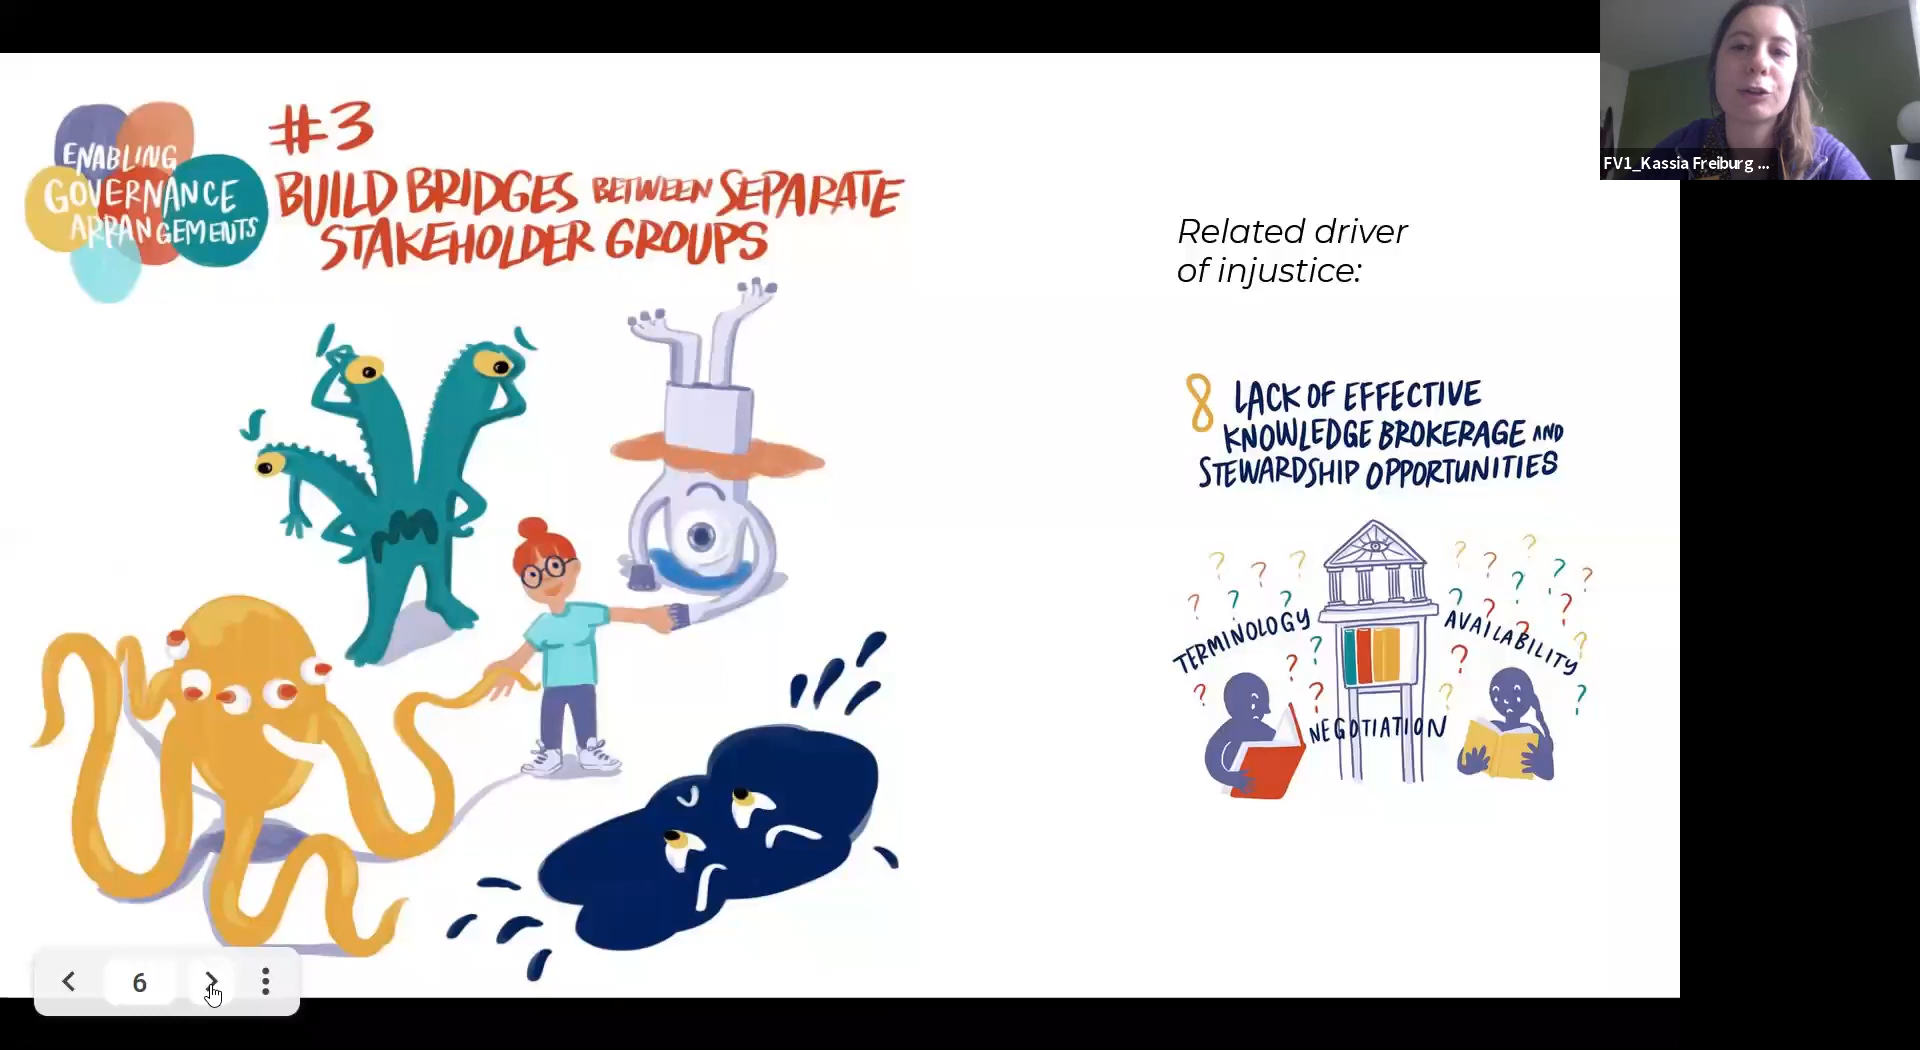 ENABLING
GOVERNANCE
ARRANGEMENTS
#3
BUILD BRIDGES BETWEEN SEPARATE
STAKEHOLDER GROUPS
Related driver
of injustice:
8 LACK OF EFFECTIVE
KNOWLEDGE BROKERAGE AND
STEWARDSHIP OPPORTUNITIES
TERMINOLOGY
AVAILABILITY
NEGOTIATION
FV1_Kassia Freiburg ...
6